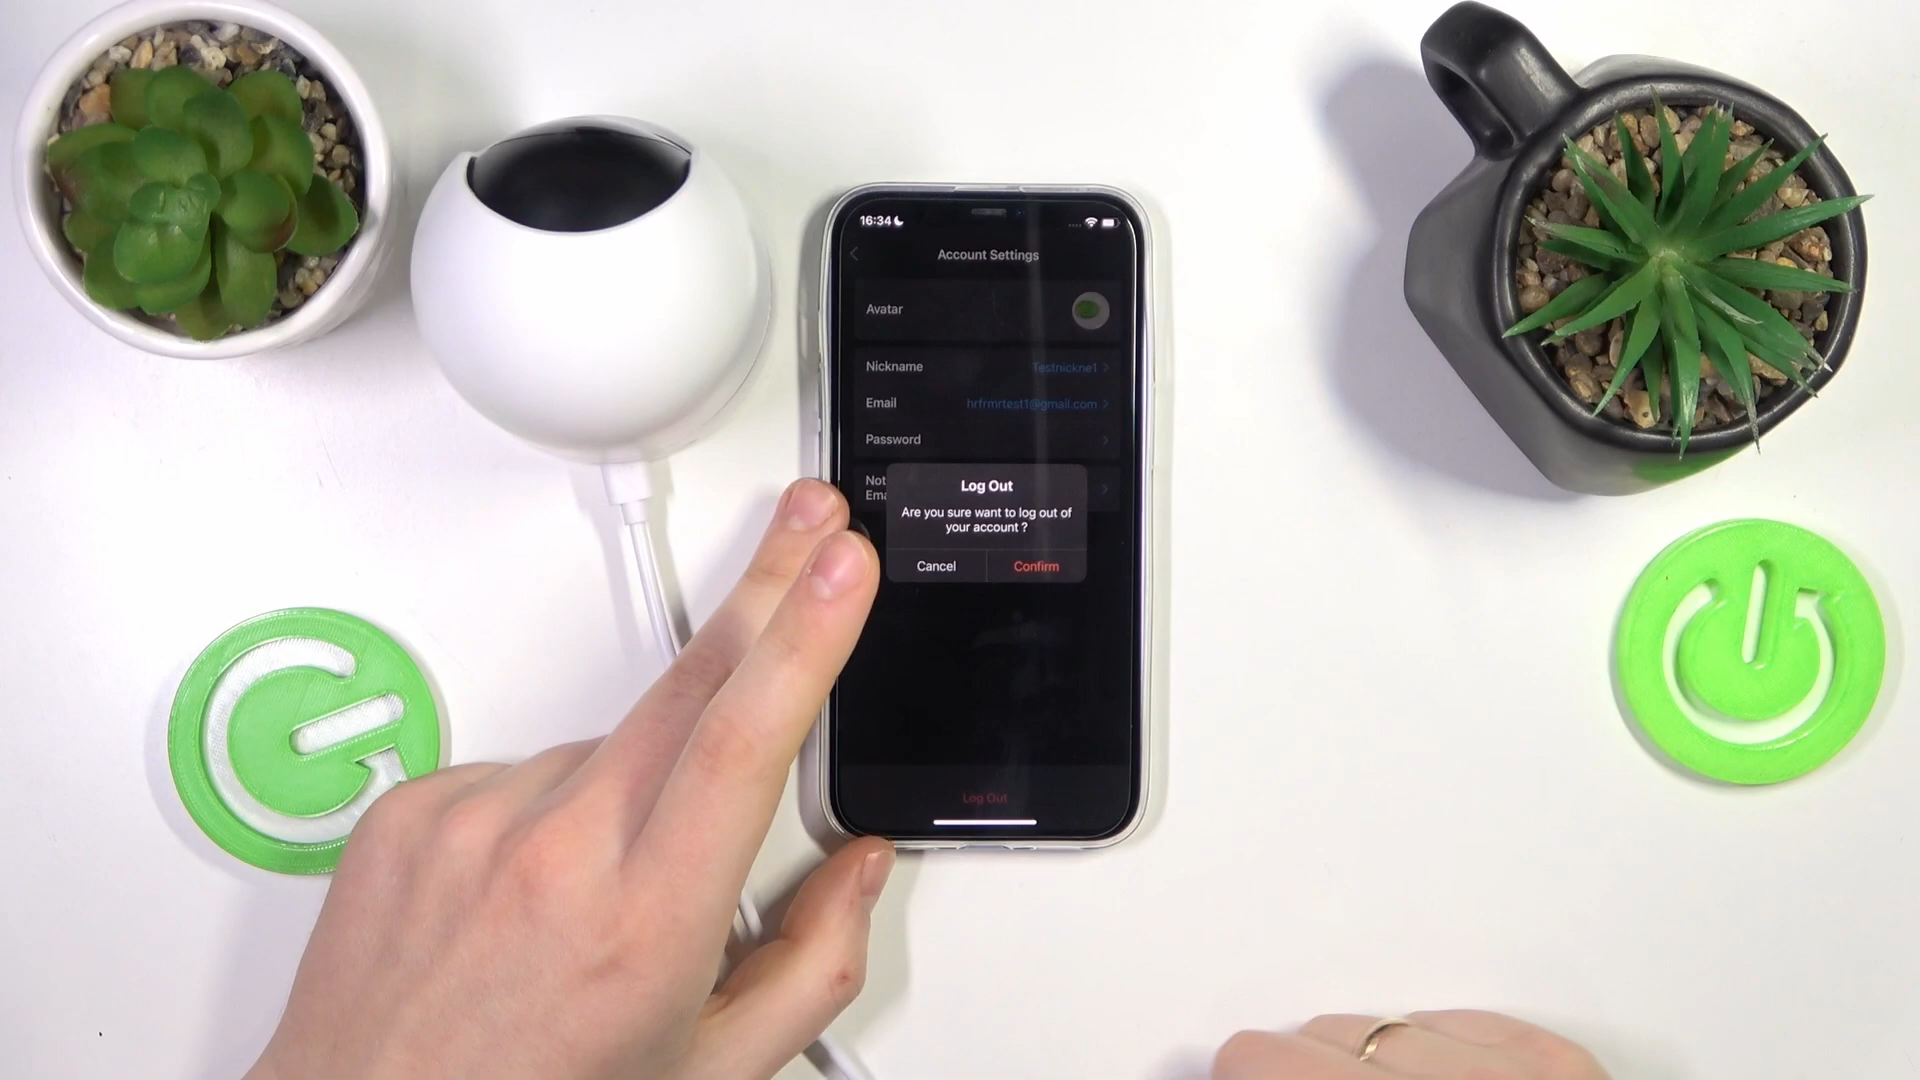 16:34
Account Settings
Avatar
Nickname Testnickne1
Email hrfrmrtest1@gmail.com
Password
Log Out
Are you sure want to log out of
your account ?
Cancel Confirm
Log Out